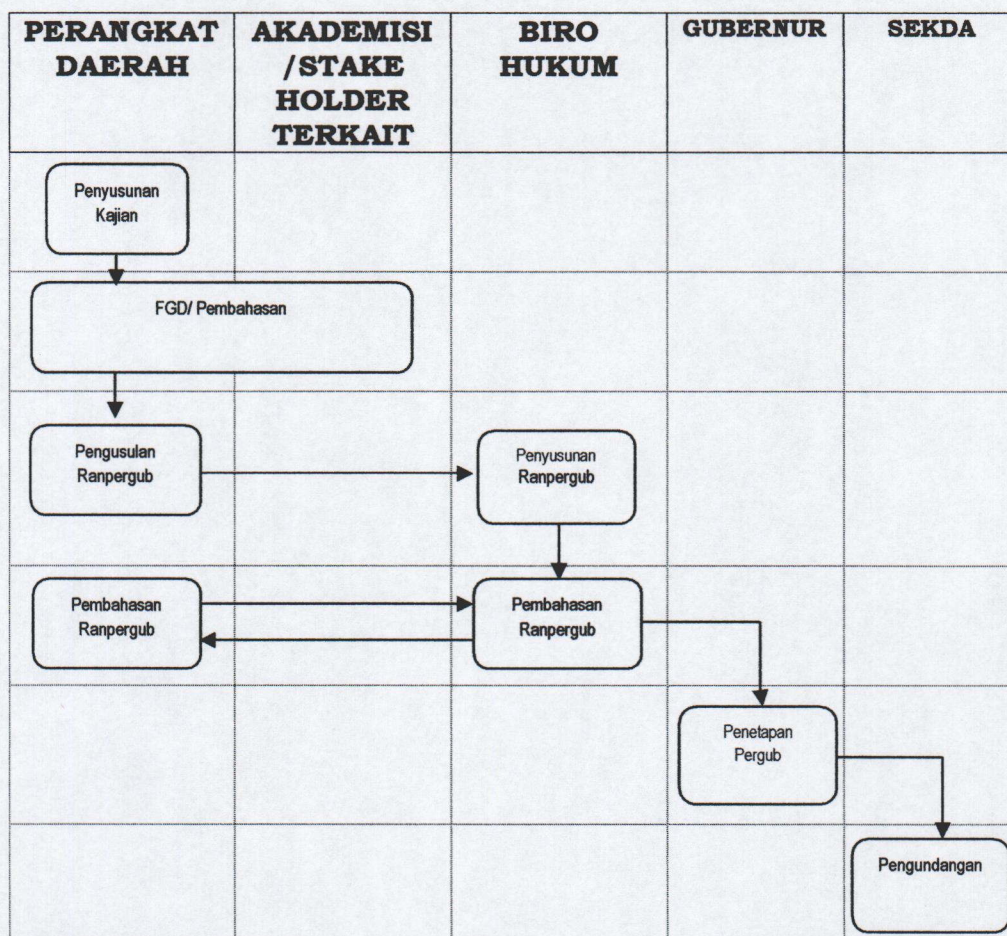 PERANGKAT
DAERAH
AKADEMISI
/STAKE
HOLDER
TERKAIT
BIRO
HUKUM
GUBERNUR
SEKDA
Penyusunan
Kajian
FGD/ Pembahasan
Pengusulan
Ranpergub
Penyusunan
Ranpergub
Pembahasan
Ranpergub
Pembahasan
Ranpergub
Penetapan
Pergub
Pengundangan